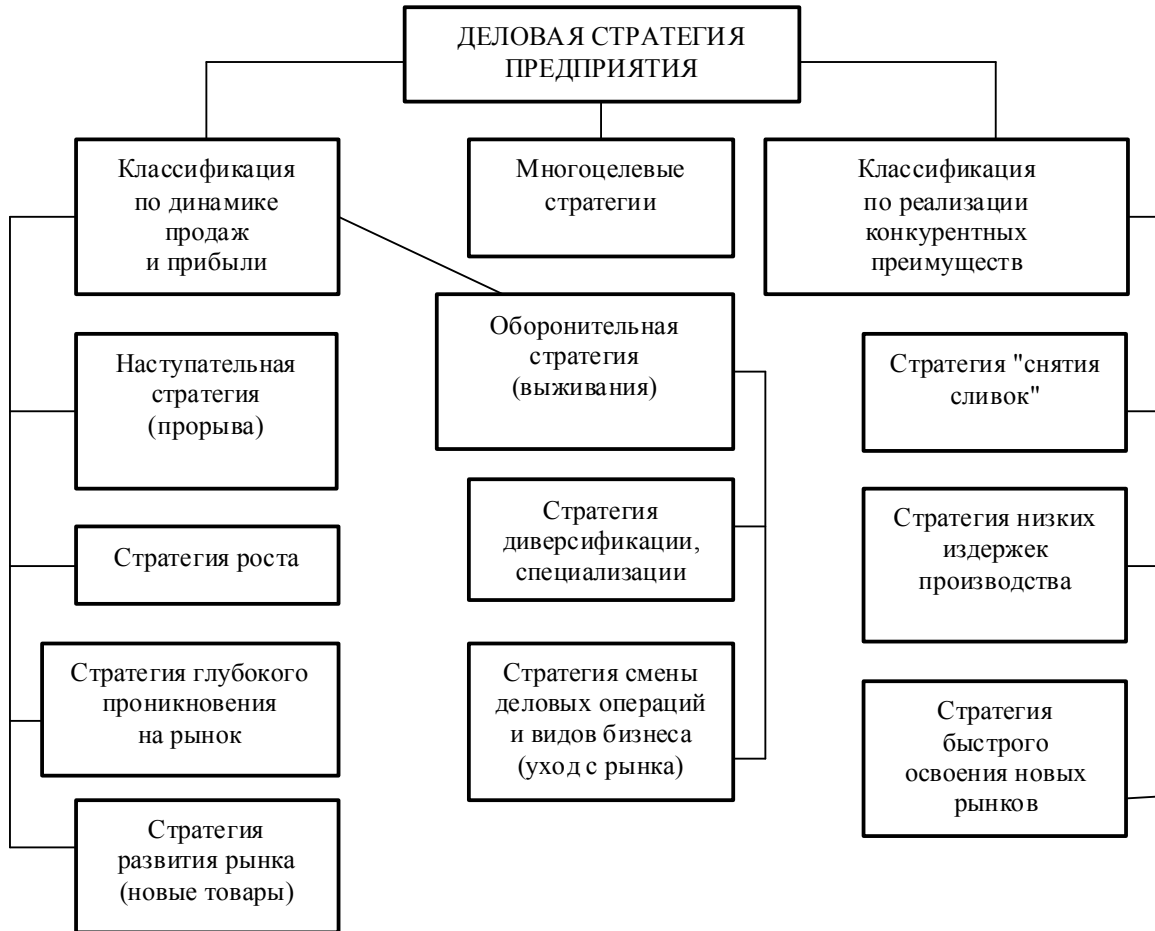 ДЕЛОВАЯ СТРАТЕГИЯ
ПРЕДПРИЯТИЯ
Классификация
по динамике
продаж
и прибыли
Многоцелевые
стратегии
Классификация
по реализации
конкурентных
преимуществ
Наступательная
стратегия
(прорыва)
Стратегия роста
Стратегия глубокого
проникновения
на рынок
Стратегия
развития рынка
(новые товары)
Оборонительная
стратегия
(выживания)
Стратегия
диверсификации,
специализации
Стратегия смены
деловых операций
и видов бизнеса
(уход с рынка)
Стратегия "снятия
сливок"
Стратегия низких
издержек
производства
Стратегия
быстрого
освоения новых
рынков